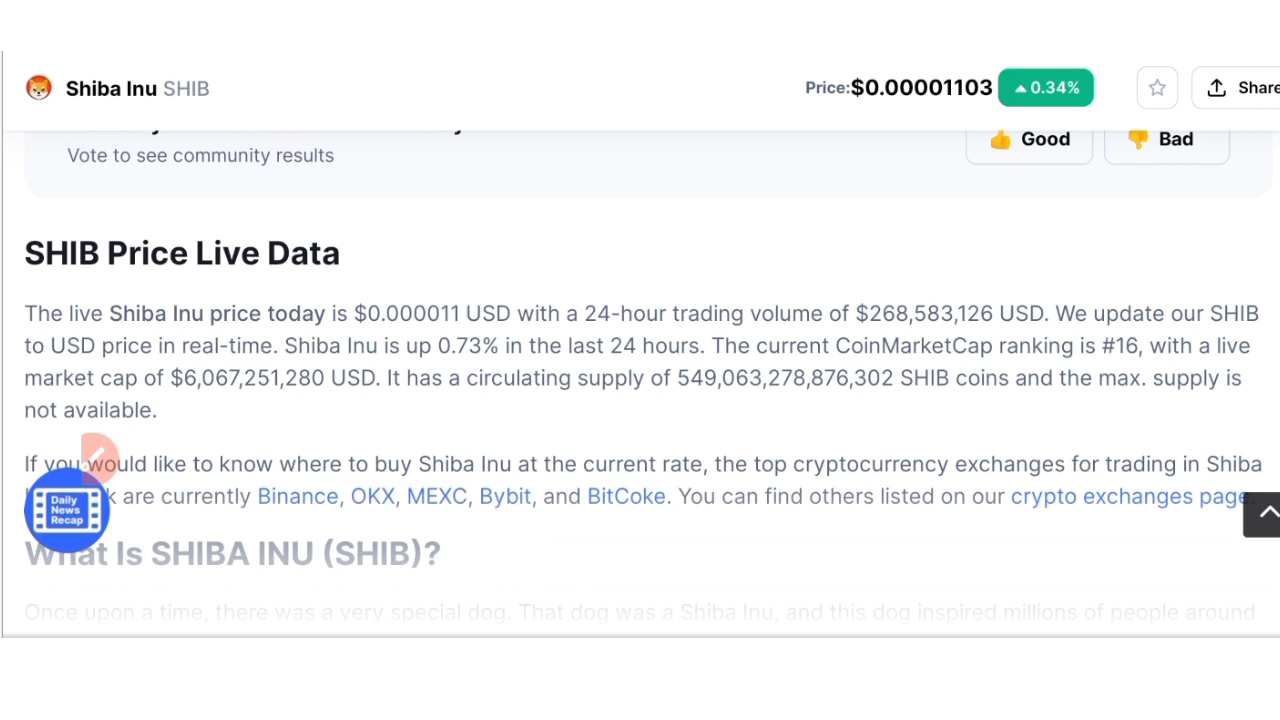 Shiba Inu SHIB
Price:$0.00001103 0.34%
Share
Vote to see community results
Good
Bad
SHIB Price Live Data
The live Shiba Inu price today is $0.000011 USD with a 24-hour trading volume of $268,583,126 USD. We update our SHIB
to USD price in real-time. Shiba Inu is up 0.73% in the last 24 hours. The current CoinMarketCap ranking is #16, with a live
market cap of $6,067,251,280 USD. It has a circulating supply of 549,063,278,876,302 SHIB coins and the max. supply is
not available.
If you would like to know where to buy Shiba Inu at the current rate, the top cryptocurrency exchanges for trading in Shiba
are currently Binance, OKX, MEXC, Bybit, and BitCoke. You can find others listed on our crypto exchanges page.
Daily
News
Recap
What Is SHIBA INU (SHIB)?
Once upon a time, there was a very special dog. That dog was a Shiba Inu, and this dog inspired millions of people around